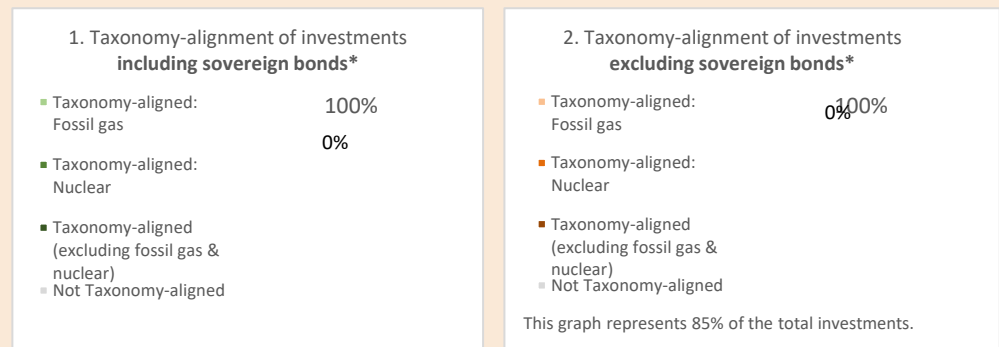 1. Taxonomy-alignment of investments
including sovereign bonds*
Taxonomy-aligned:
Fossil gas
Taxonomy-aligned:
Nuclear
Taxonomy-aligned
(excluding fossil gas &
nuclear)
Not Taxonomy-aligned
100%
0%
2. Taxonomy-alignment of investments
excluding sovereign bonds*
Taxonomy-aligned:
Fossil gas
Taxonomy-aligned:
Nuclear
Taxonomy-aligned
(excluding fossil gas &
nuclear)
Not Taxonomy-aligned
0%
100%
This graph represents 85% of the total investments.